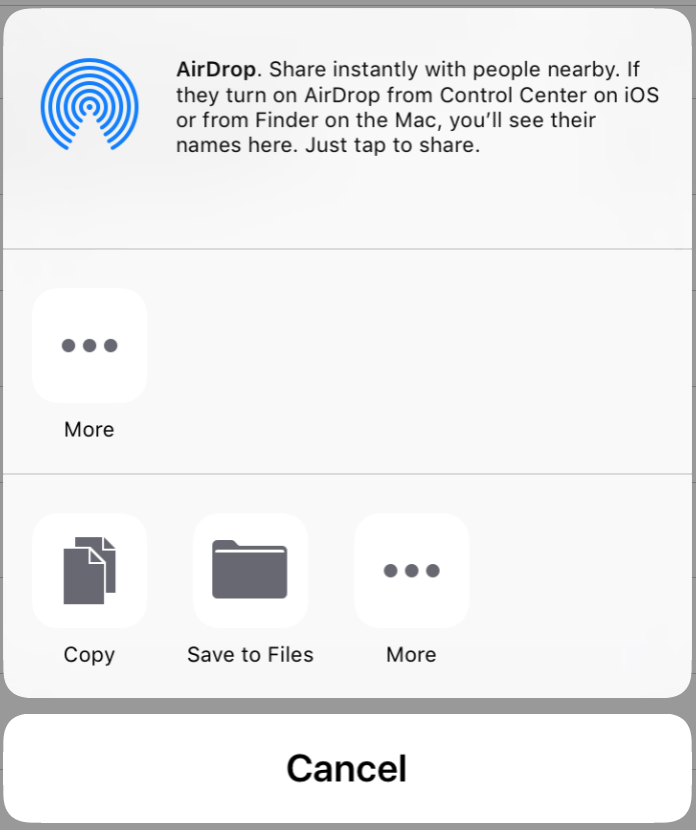 AirDrop. Share instantly with people nearby. If
they turn on AirDrop from Control Center on iOS
or from Finder on the Mac, you’ll see their
names here. Just tap to share.
More
Copy
Save to Files
More
Cancel